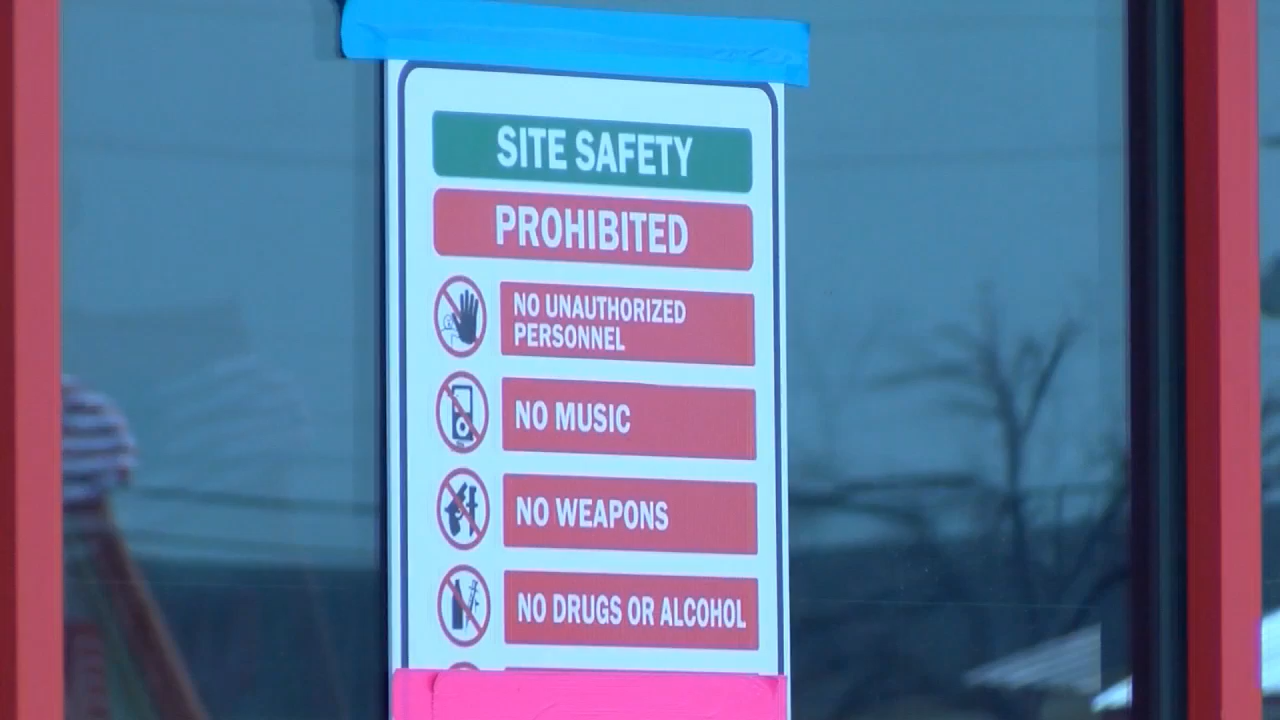 SITE SAFETY
PROHIBITED
NO UNAUTHORIZED
PERSONNEL
NO MUSIC
NO WEAPONS
NO DRUGS OR ALCOHOL